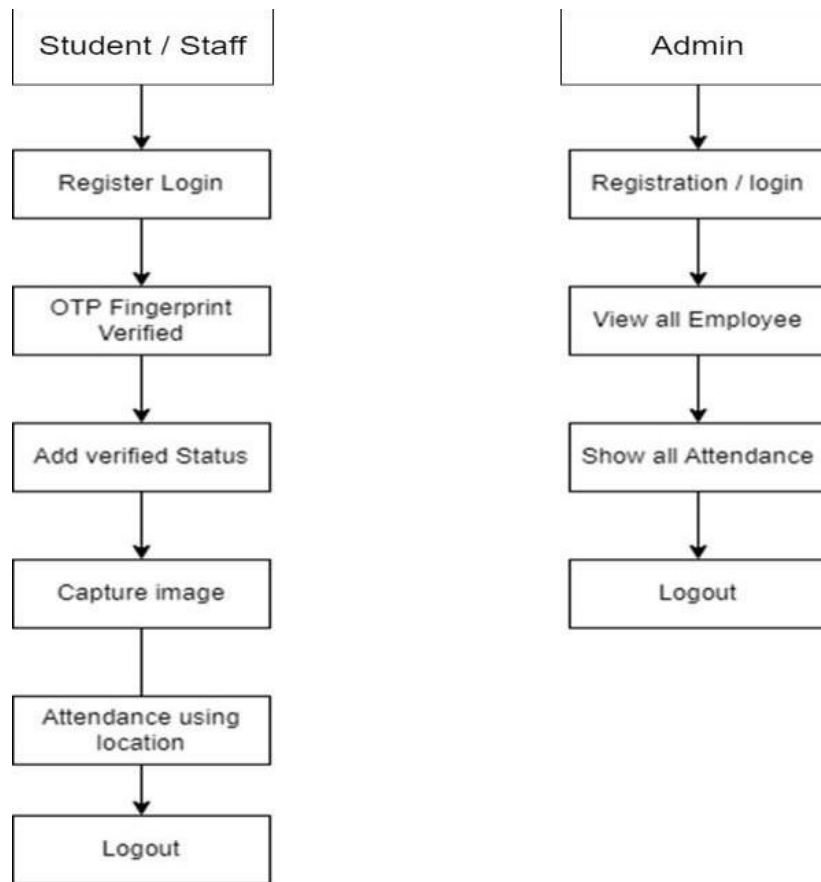 Student / Staff
Register Login
OTP Fingerprint
Verified
Add verified Status
Capture image
Attendance using
location
Logout
Admin
Registration / login
View all Employee
Show all Attendance
Logout